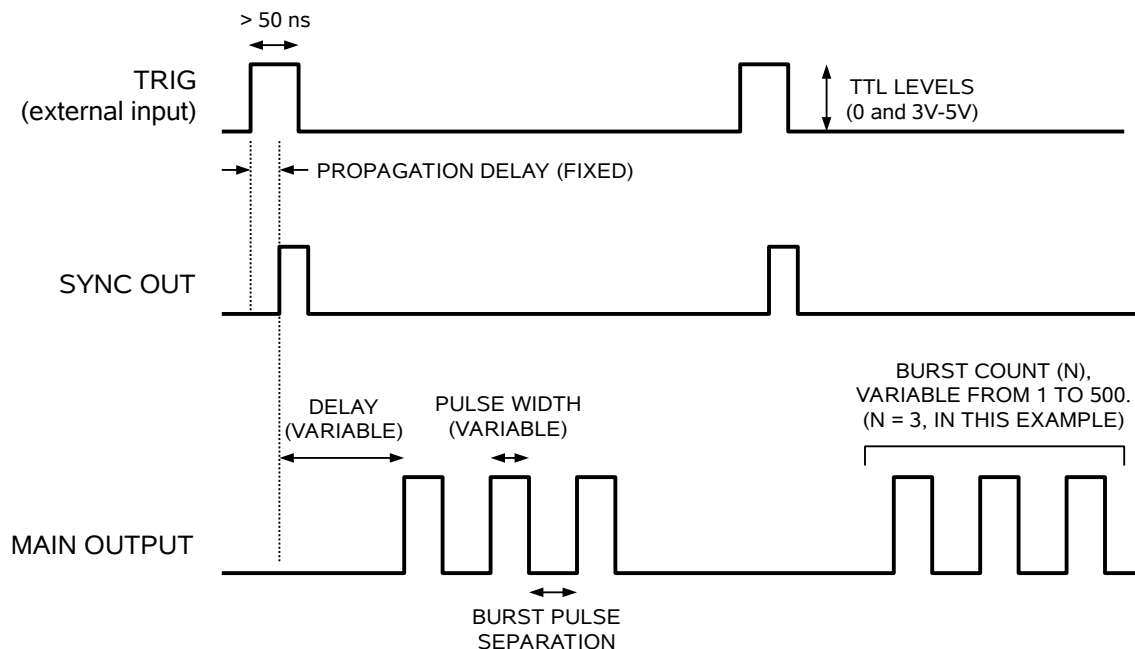 > 50 ns
TRIG
(external input)
TTL LEVELS
(0 and 3V-5V)
PROPAGATION DELAY (FIXED)
SYNC OUT
BURST COUNT (N),
VARIABLE FROM 1 TO 500.
(N = 3, IN THIS EXAMPLE)
DELAY
(VARIABLE)
PULSE WIDTH
(VARIABLE)
MAIN OUTPUT
BURST PULSE
SEPARATION